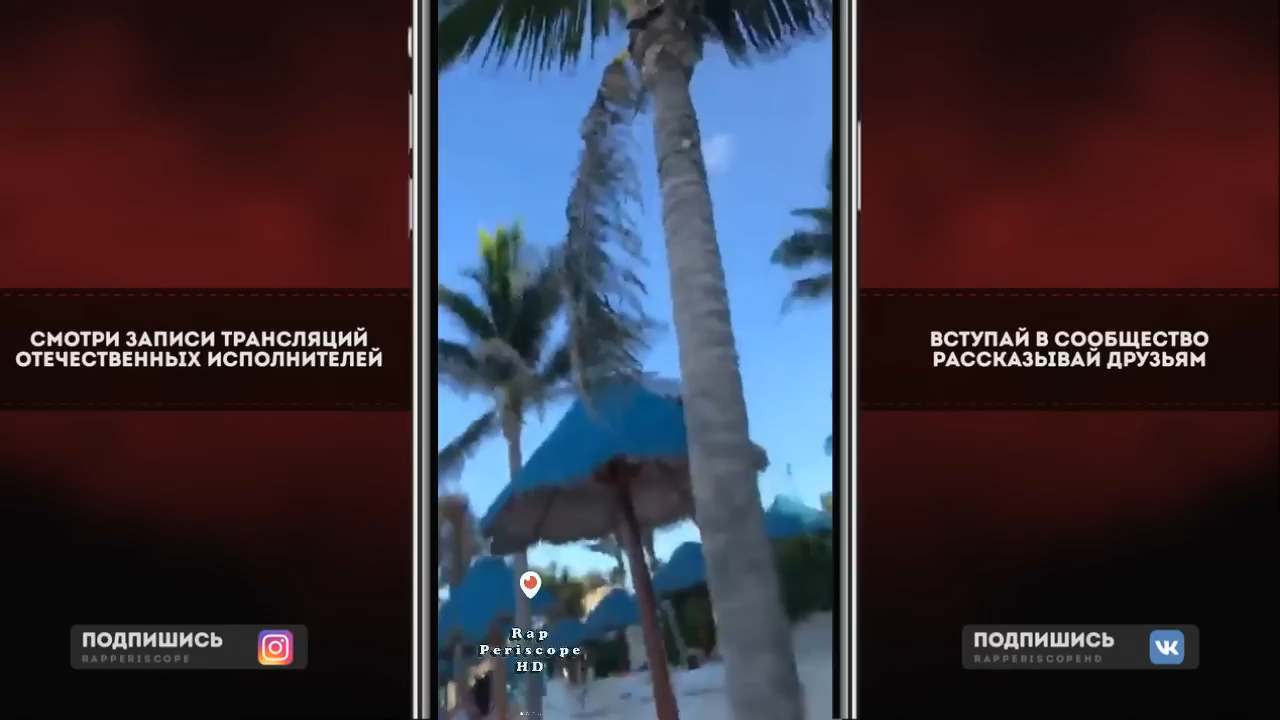 СМОТРИ ЗАПИСИ ТРАНСЛЯЦИЙ
ОТЕЧЕСТВЕННЫХ ИСПОЛНИТЕЛЕЙ
ВСТУПАЙ В СООБЩЕСТВО
РАССКАЗЫВАЙ ДРУЗЬЯМ
Rap
Periscope
HD
ПОДПИШИСЬ
RAPPERISCOPE
ПОДПИШИСЬ
RAPPERISCOPEHD